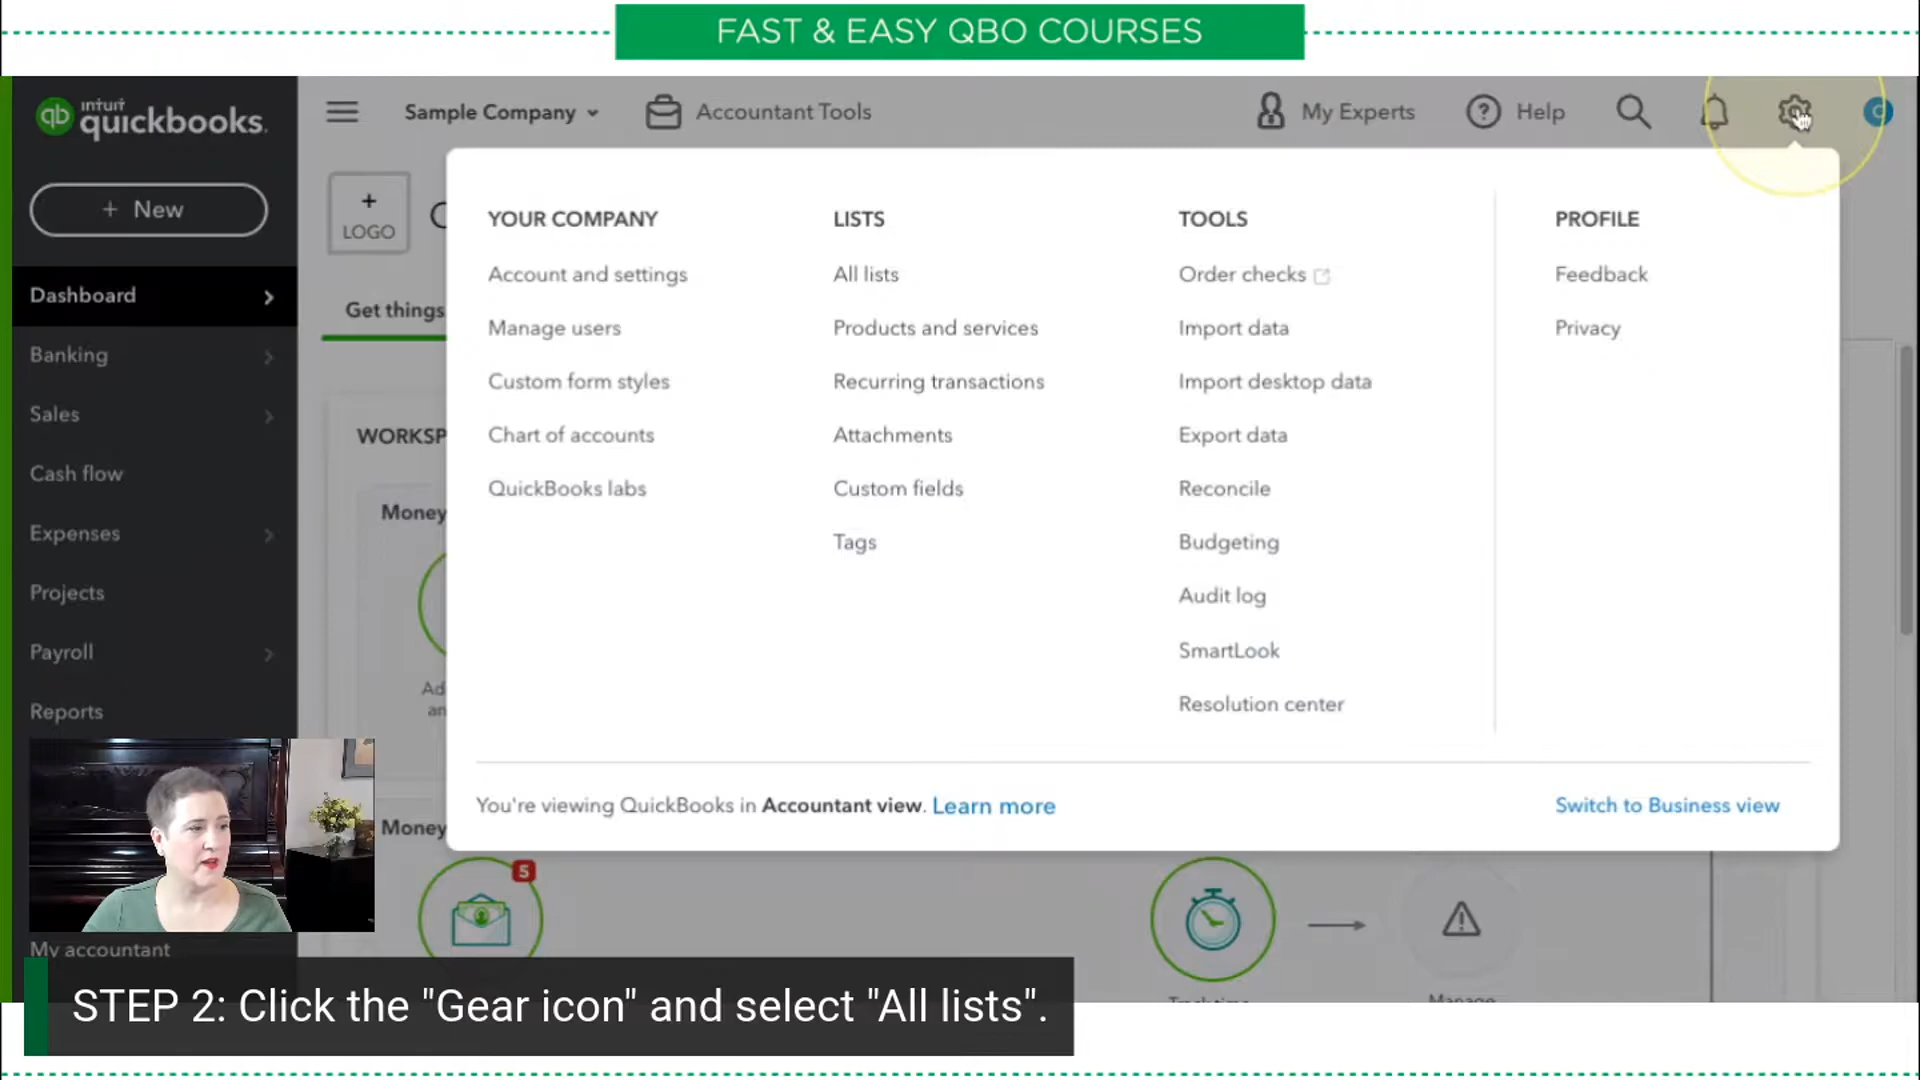 FAST & EASY QBO COURSES
intuit
quickbooks.
Sample Company
Accountant Tools
My Experts
Help
C
+ New
+
LOGO
Dashboard
Banking
Sales
Cash flow
Expenses
Projects
Payroll
Reports
My accountant
Get things
WORKSP
Money
Money
5
YOUR COMPANY
Account and settings
Manage users
Custom form styles
Chart of accounts
QuickBooks labs
LISTS
All lists
Products and services
Recurring transactions
Attachments
Custom fields
Tags
TOOLS
Order checks
Import data
Import desktop data
Export data
Reconcile
Budgeting
Audit log
SmartLook
Resolution center
PROFILE
Feedback
Privacy
You're viewing QuickBooks in Accountant view. Learn more
Switch to Business view
STEP 2: Click the "Gear icon" and select "All lists".